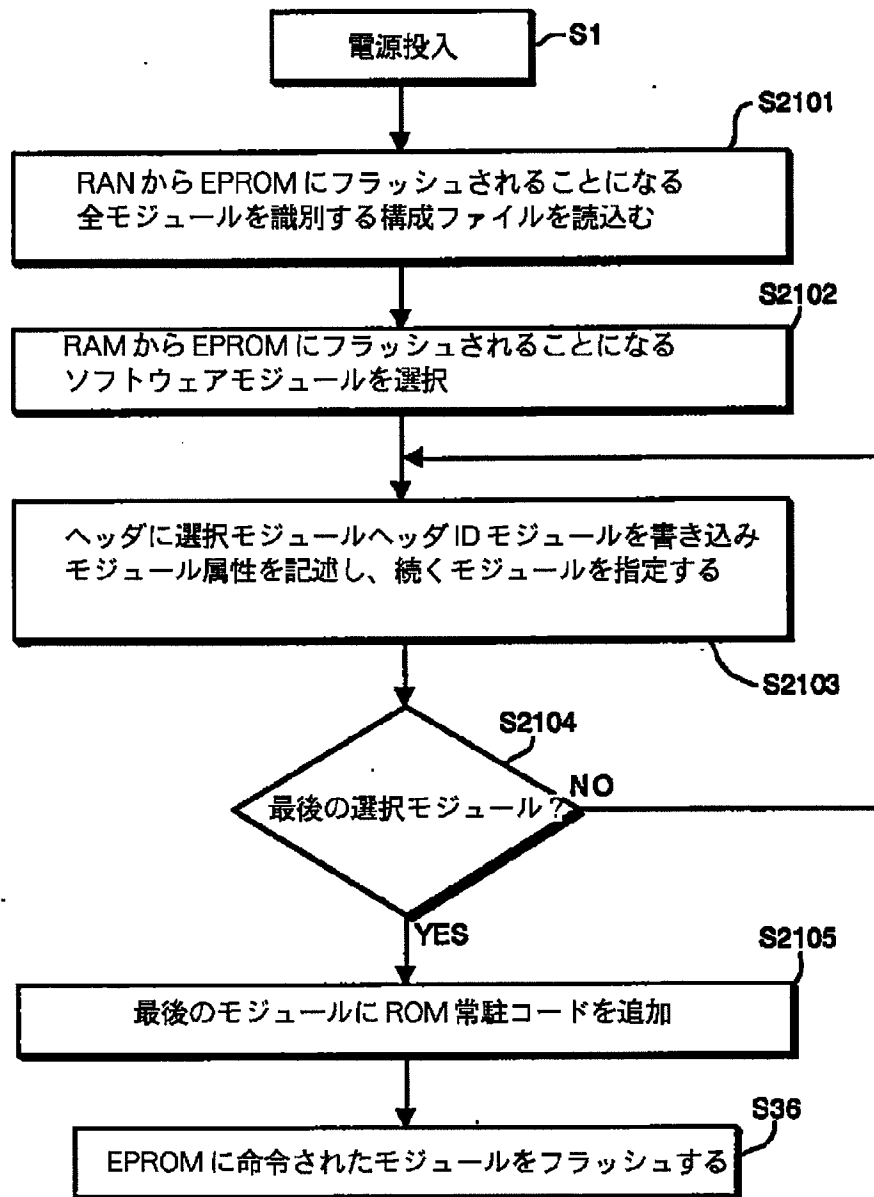 電源投入
S1
S2101
RANからEPROMにフラッシュされることになる
全モジュールを識別する構成ファイルを読込む
S2102
RAMからEPROMにフラッシュされることになる
ソフトウェアモジュールを選択
ヘッダに選択モジュールヘッダIDモジュールを書き込み
モジュール属性を記述し、続くモジュールを指定する
S2103
S2104
最後の選択モジュール?
NO
YES
S2105
最後のモジュールにROM常駐コードを追加
S36
EPROMに命令されたモジュールをフラッシュする